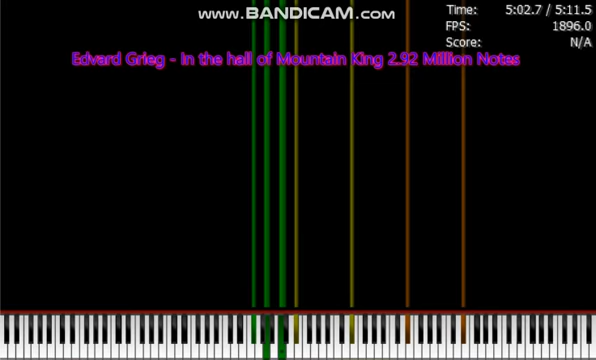 www.BANDICAM.com
Time: 5:02.7 / 5:11.5
FPS: 1896.0
Score: N/A
Edvard Grieg - In the hall of Mountain King 2.92 Million Notes